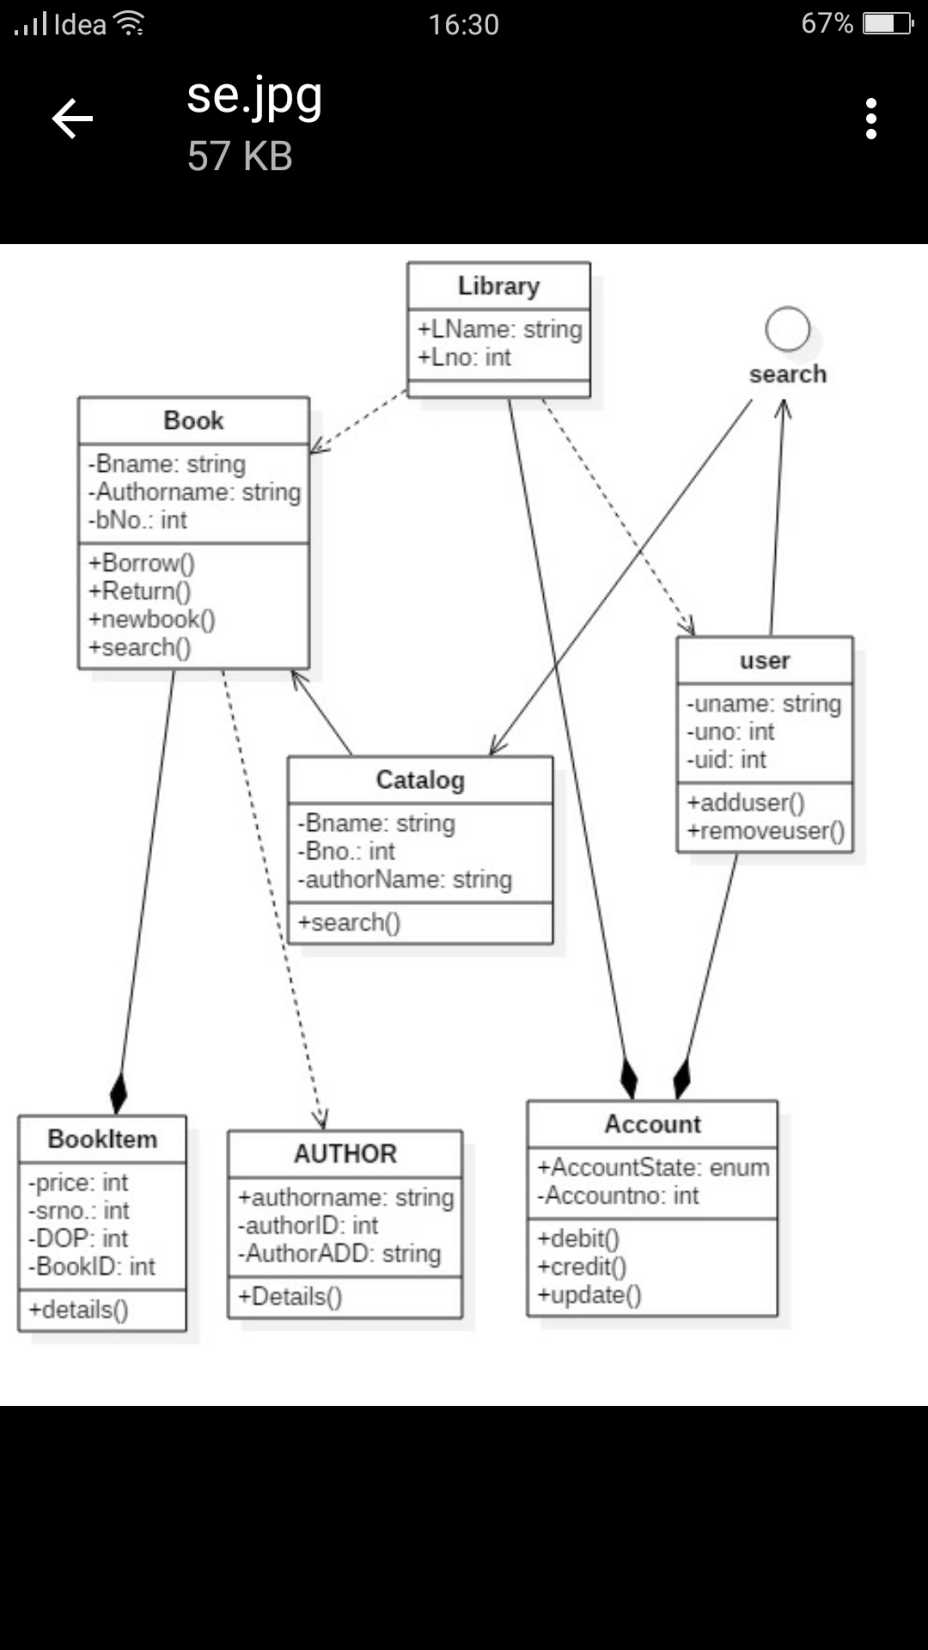 Idea 16:30 67%
se.jpg
57 KB
Library
+LName: string
+Lno: int
search
Book
-Bname: string
-Authorname: string
-bNo.: int
+Borrow()
+Return()
+newbook()
+search()
user
-uname: string
-uno: int
-uid: int
+adduser()
+removeuser()
Catalog
-Bname: string
-Bno.: int
-authorName: string
+search()
BookItem
-price: int
-srno.: int
-DOP: int
-BookID: int
+details()
AUTHOR
+authorname: string
-authorID: int
-AuthorADD: string
+Details()
Account
+AccountState: enum
-Accountno: int
+debit()
+credit()
+update()